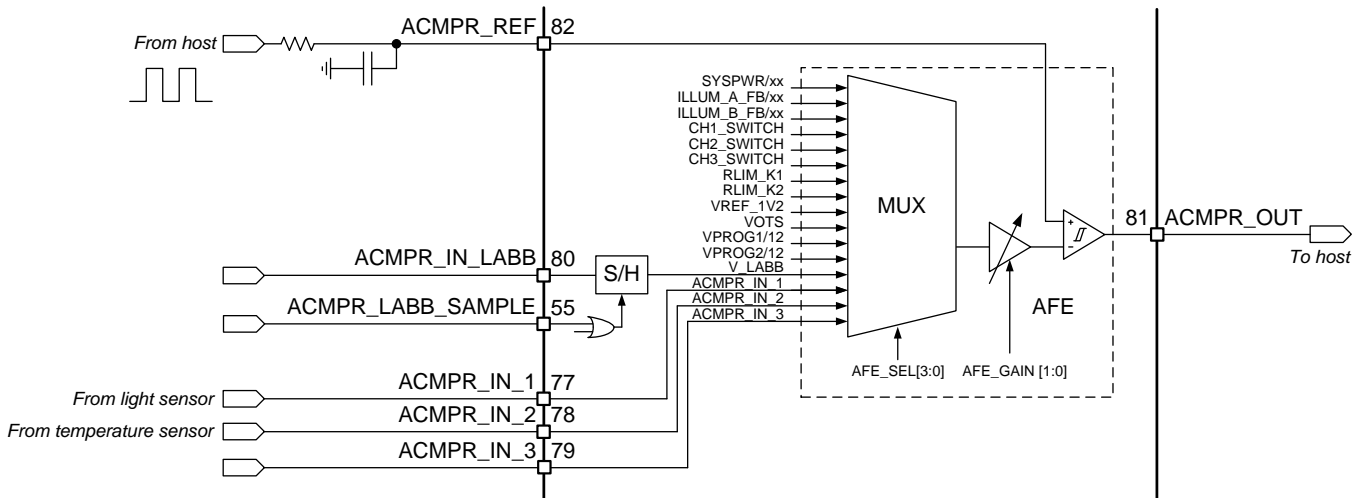 ACMPR_REF 82
From host
SYSPWR/xx
ILLUM_A_FB/xx
ILLUM_B_FB/xx
CH1_SWITCH
CH2_SWITCH
CH3_SWITCH
RLIM_K1
RLIM_K2
VREF_1V2
VOTS
VPROG1/12
VPROG2/12
V_LABB
ACMPR_IN_1
ACMPR_IN_2
ACMPR_IN_3
MUX
+
−
81 ACMPR_OUT
To host
AFE
AFE_SEL[3:0]
AFE_GAIN [1:0]
ACMPR_IN_LABB 80
S/H
ACMPR_LABB_SAMPLE 55
ACMPR_IN_1 77
From light sensor
ACMPR_IN_2 78
From temperature sensor
ACMPR_IN_3 79